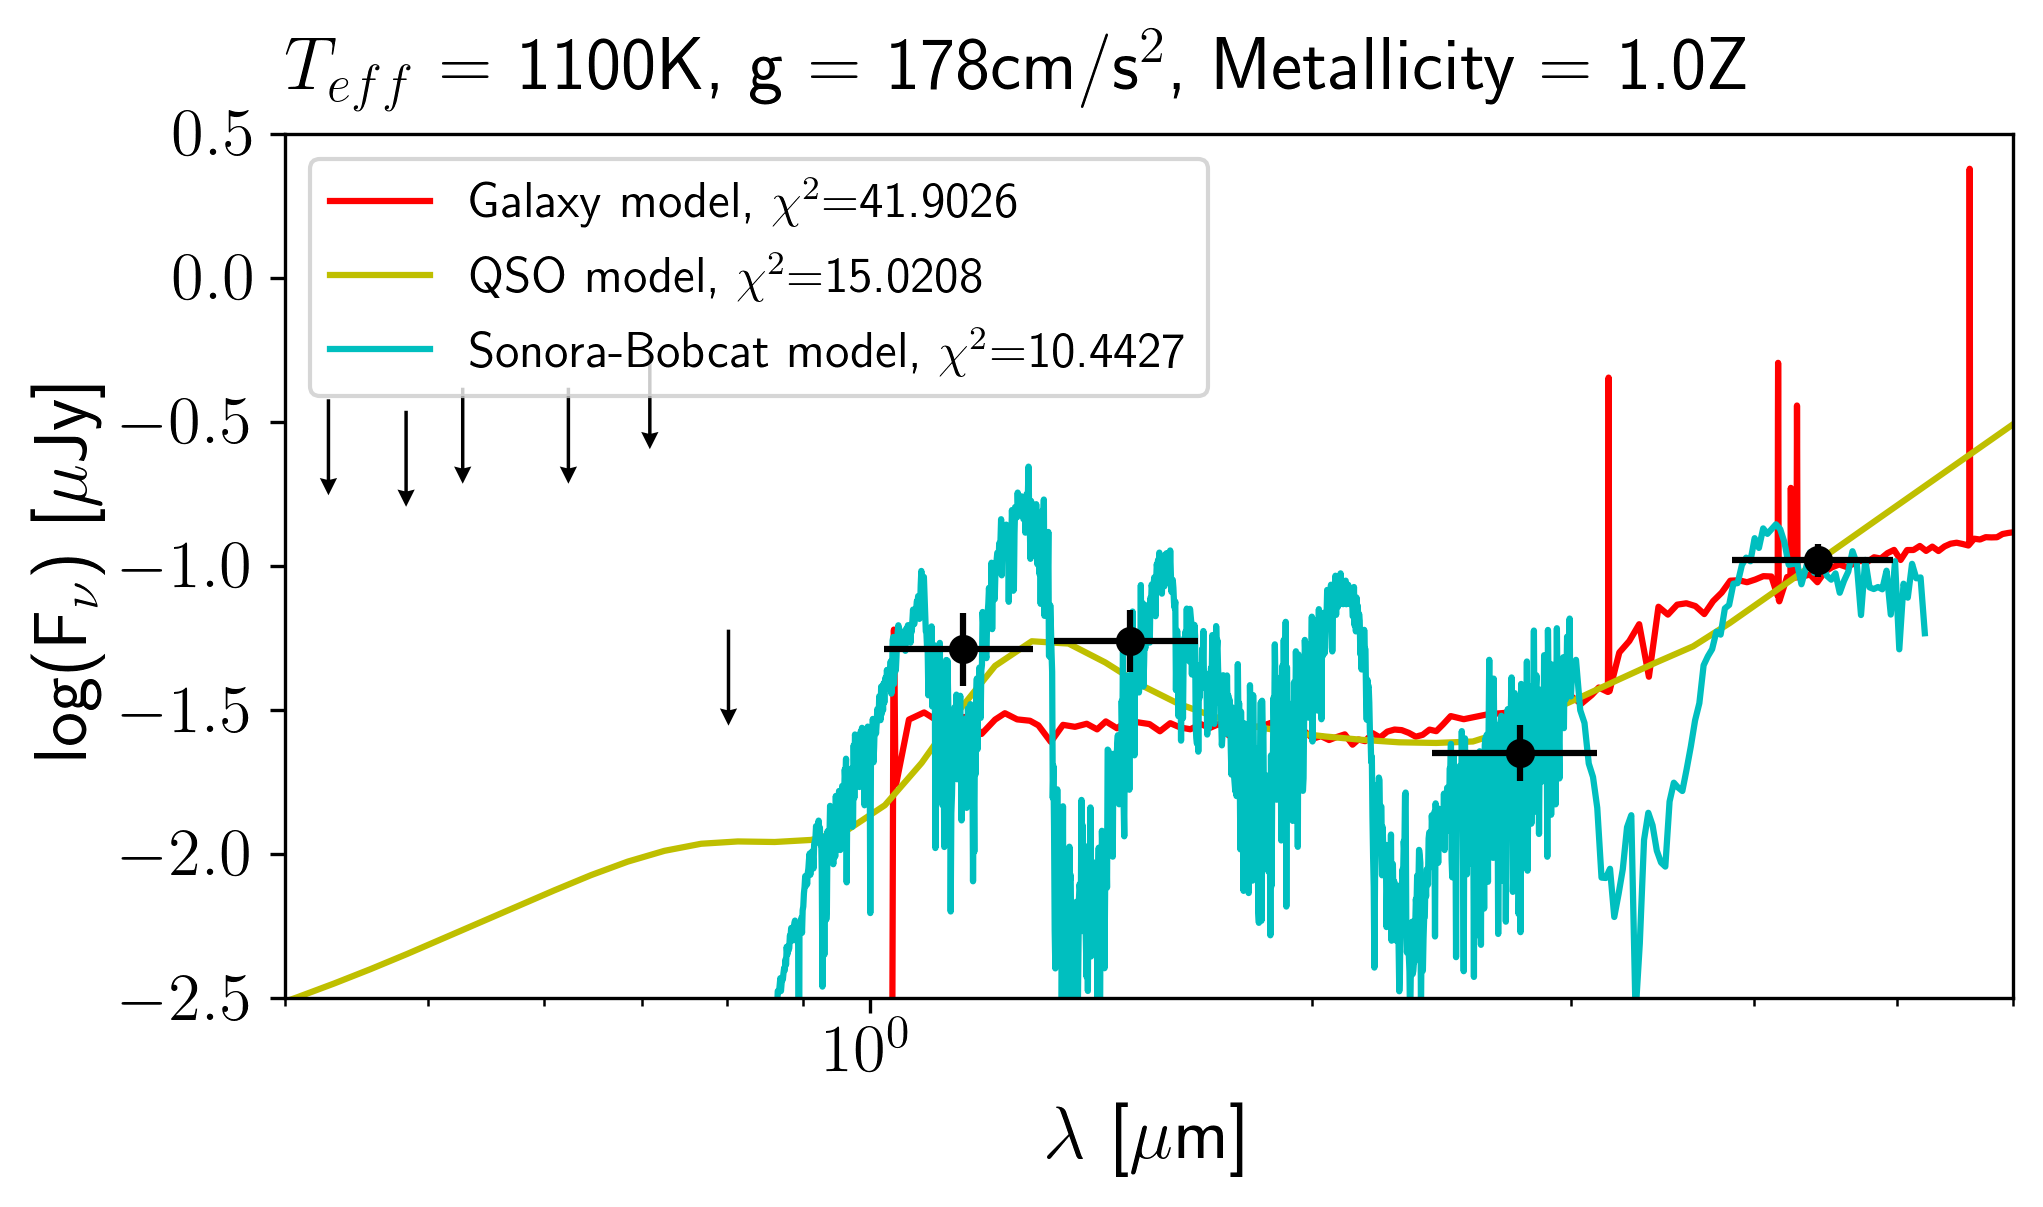 T_eff = 1100K, g = 178cm/s², Metallicity = 1.0Z
Galaxy model, χ²=41.9026
QSO model, χ²=15.0208
Sonora-Bobcat model, χ²=10.4427
0.5
0.0
−0.5
−1.0
−1.5
−2.0
−2.5
log(F_ν) [μJy]
10⁰
λ [μm]